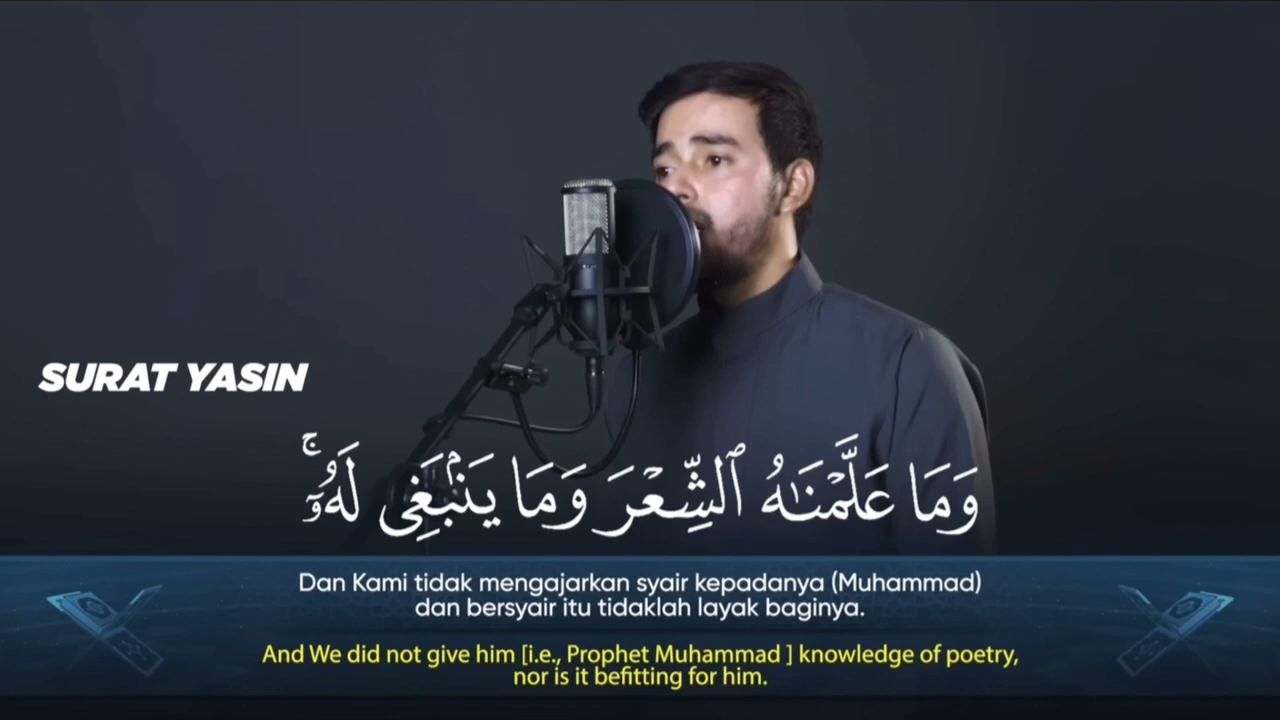 SURAT YASIN
وَمَا عَلَّمْنَٰهُ ٱلشِّعْرَ وَمَا يَنۢبَغِى لَهُۥٓ ۚ
Dan Kami tidak mengajarkan syair kepadanya (Muhammad)
dan bersyair itu tidaklah layak baginya.
And We did not give him [i.e., Prophet Muhammad ] knowledge of poetry,
nor is it befitting for him.